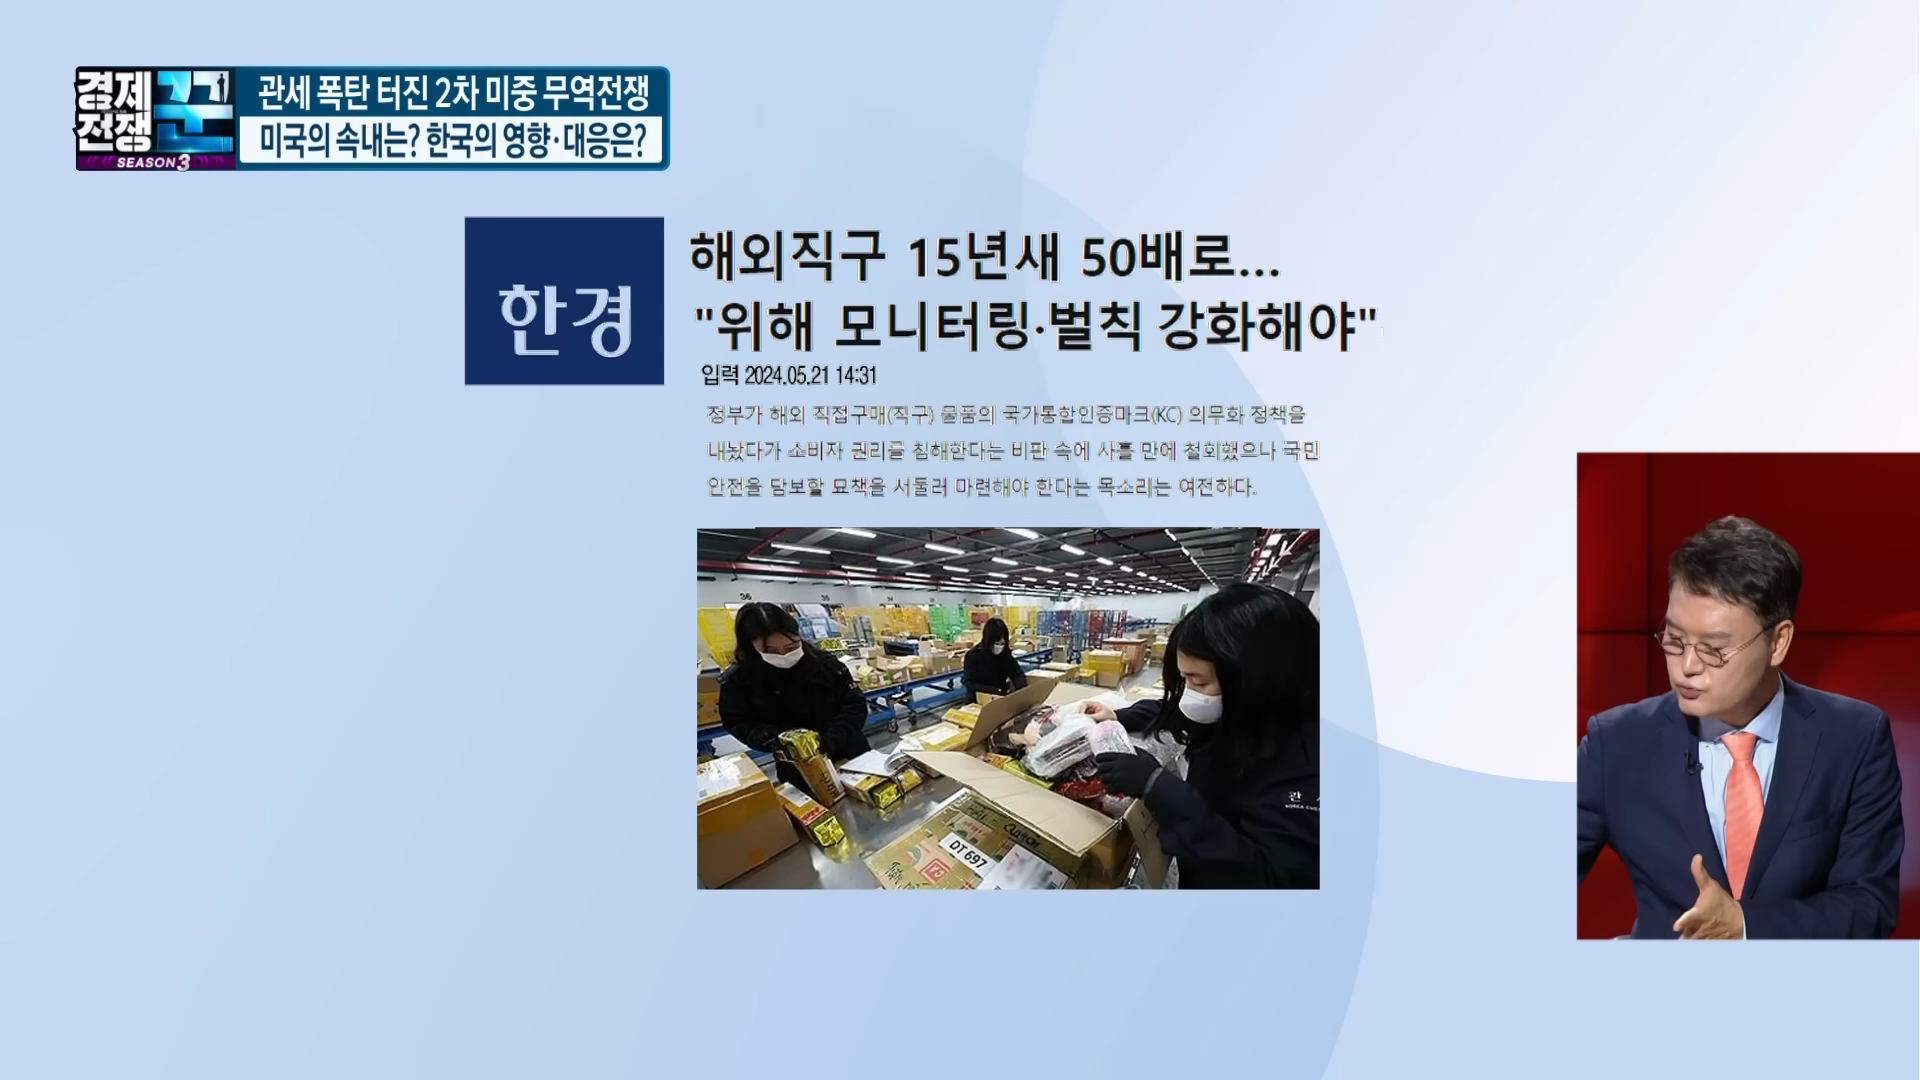 경제
전쟁
꾼
SEASON3
관세 폭탄 터진 2차 미중 무역전쟁
미국의 속내는? 한국의 영향·대응은?
한경
해외직구 15년새 50배로...
"위해 모니터링·벌칙 강화해야"
입력 2024.05.21 14:31
정부가 해외 직접구매(직구) 물품의 국가통합인증마크(KC) 의무화 정책을
내놨다가 소비자 권리를 침해한다는 비판 속에 사흘 만에 철회했으나 국민
안전을 담보할 묘책을 서둘러 마련해야 한다는 목소리는 여전하다.
36
35
DT 697